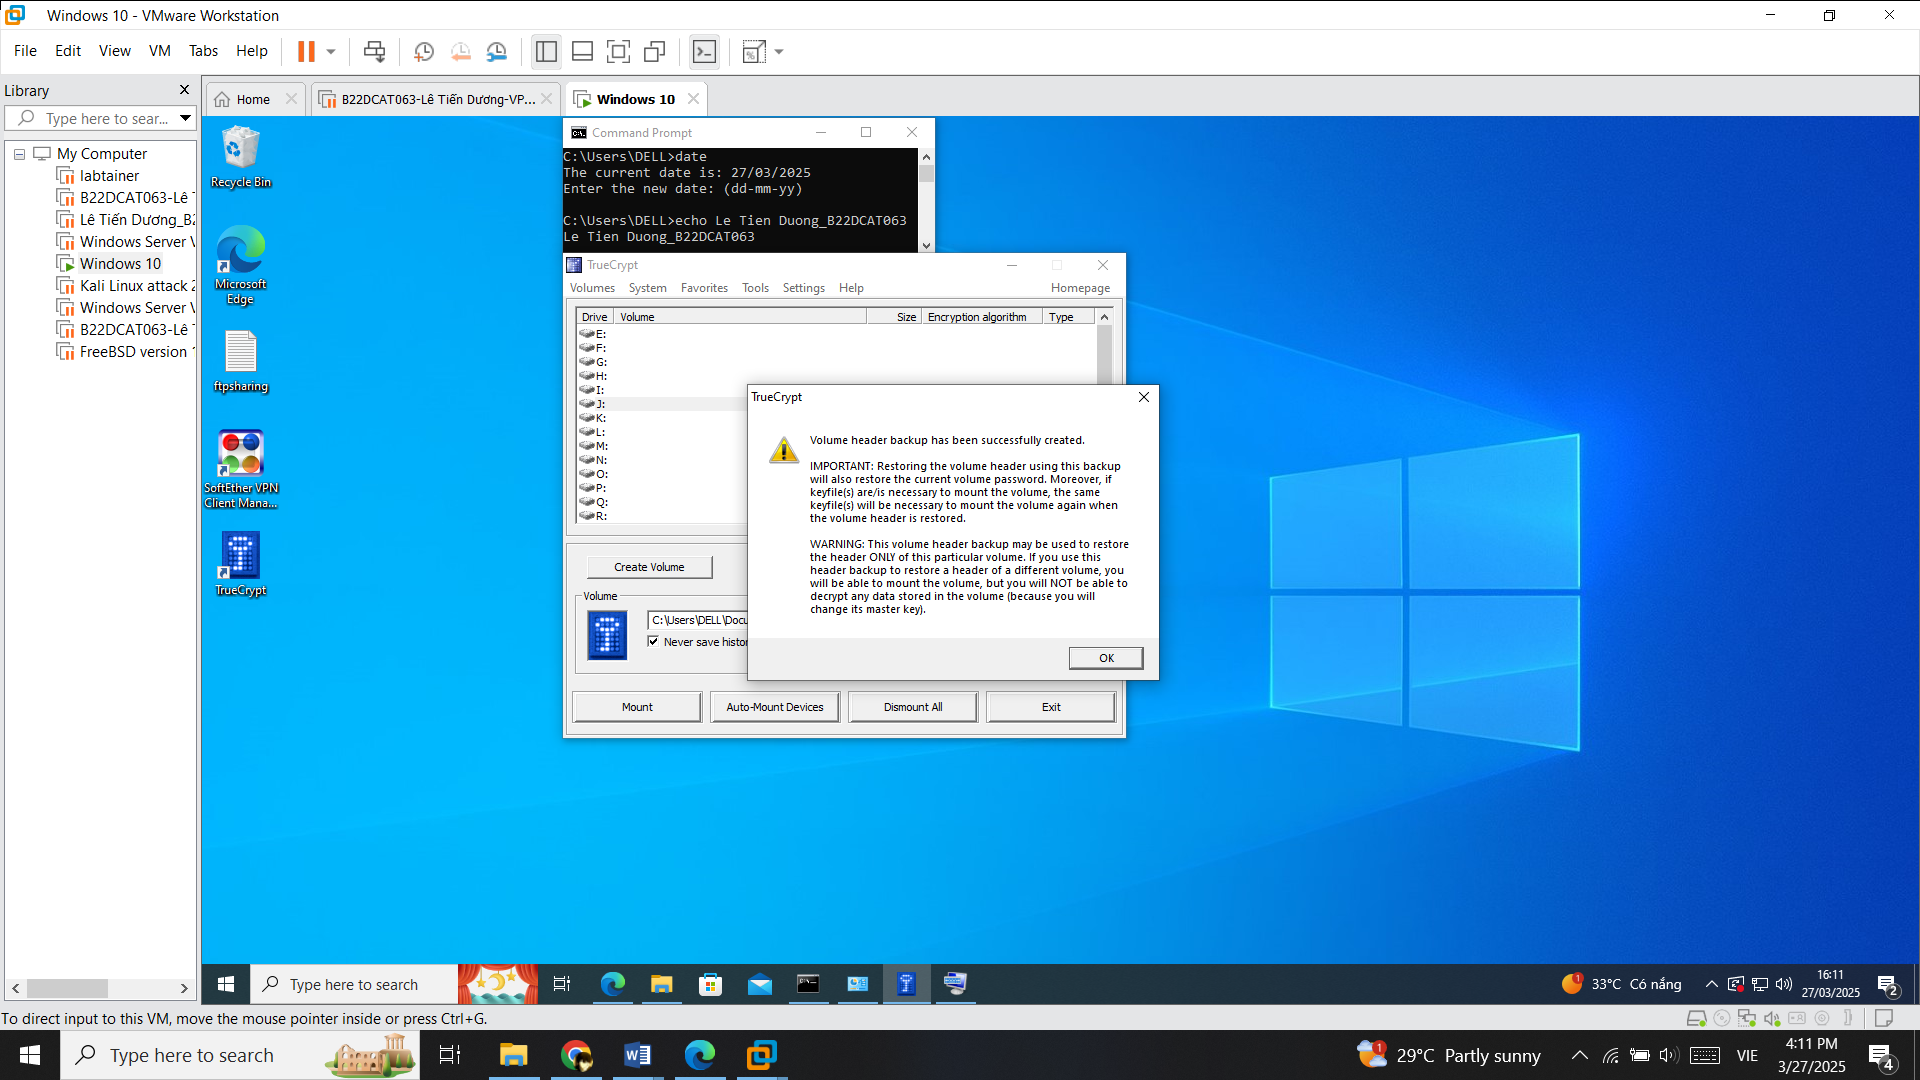 Windows 10 - VMware Workstation
File Edit View VM Tabs Help
Library
Type here to sear...
My Computer
labtainer
B22DCAT063-Lê
Lê Tiến Dương_B2
Windows Server V
Windows 10
Kali Linux attack 2
Windows Server V
B22DCAT063-Lê
FreeBSD version
Home
B22DCAT063-Lê Tiến Dương-VP...
Windows 10
Recycle Bin
Microsoft
Edge
ftpsharing
SoftEther VPN
Client Mana...
TrueCrypt
Command Prompt
C:\Users\DELL>date
The current date is: 27/03/2025
Enter the new date: (dd-mm-yy)
C:\Users\DELL>echo Le Tien Duong_B22DCAT063
Le Tien Duong_B22DCAT063
TrueCrypt
Volumes System Favorites Tools Settings Help Homepage
Drive Volume Size Encryption algorithm Type
E:
F:
G:
H:
I:
J:
K:
L:
M:
N:
O:
P:
Q:
R:
Create Volume
Volume
C:\Users\DELL\Docu
Never save histor
Mount Auto-Mount Devices Dismount All Exit
TrueCrypt
Volume header backup has been successfully created.
IMPORTANT: Restoring the volume header using this backup
will also restore the current volume password. Moreover, if
keyfile(s) are/is necessary to mount the volume, the same
keyfile(s) will be necessary to mount the volume again when
the volume header is restored.
WARNING: This volume header backup may be used to restore
the header ONLY of this particular volume. If you use this
header backup to restore a header of a different volume, you
will be able to mount the volume, but you will NOT be able to
decrypt any data stored in the volume (because you will
change its master key).
OK
Type here to search
1
33°C Có nắng
16:11
27/03/2025
2
To direct input to this VM, move the mouse pointer inside or press Ctrl+G.
Type here to search
1
29°C Partly sunny
VIE
4:11 PM
3/27/2025
4